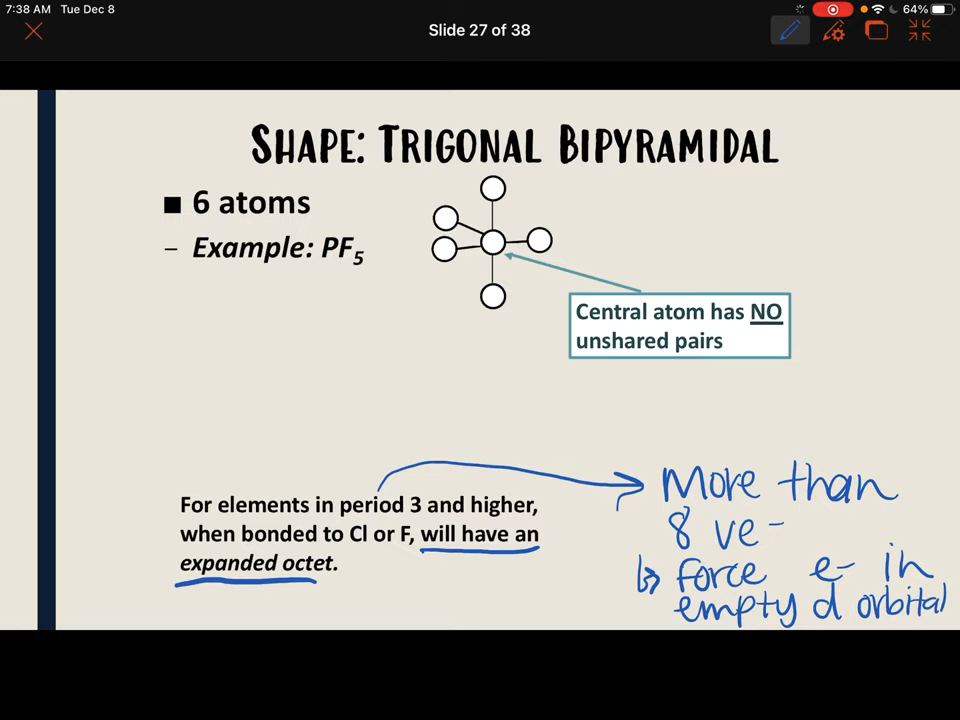 7:38 AM Tue Dec 8
64%
Slide 27 of 38
SHAPE: TRIGONAL BIPYRAMIDAL
■ 6 atoms
– Example: PF₅
Central atom has NO
unshared pairs
For elements in period 3 and higher,
when bonded to Cl or F, will have an
expanded octet.
More than
8 ve-
↳ Force e- in
empty d orbital